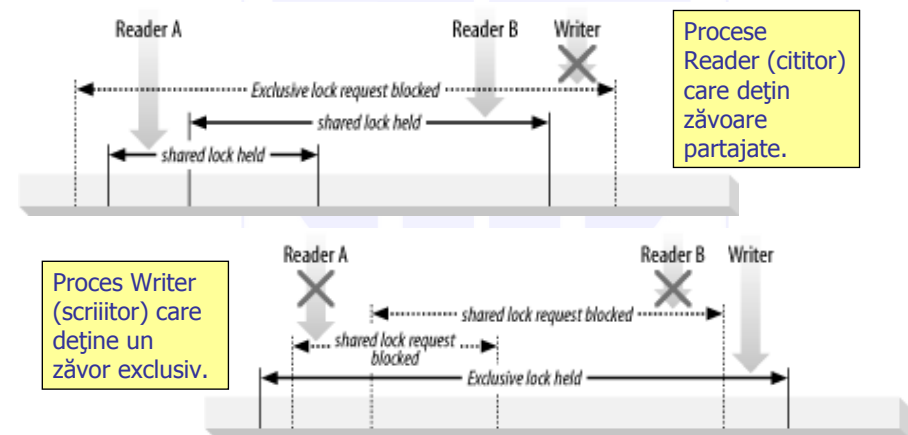 Reader A
Reader B
Writer
Exclusive lock request blocked
shared lock held
shared lock held
Procese
Reader (cititor)
care deţin
zăvoare
partajate.
Proces Writer
(scriiitor) care
deţine un
zăvor exclusiv.
Reader A
Reader B
Writer
shared lock request blocked
shared lock request
blocked
Exclusive lock held